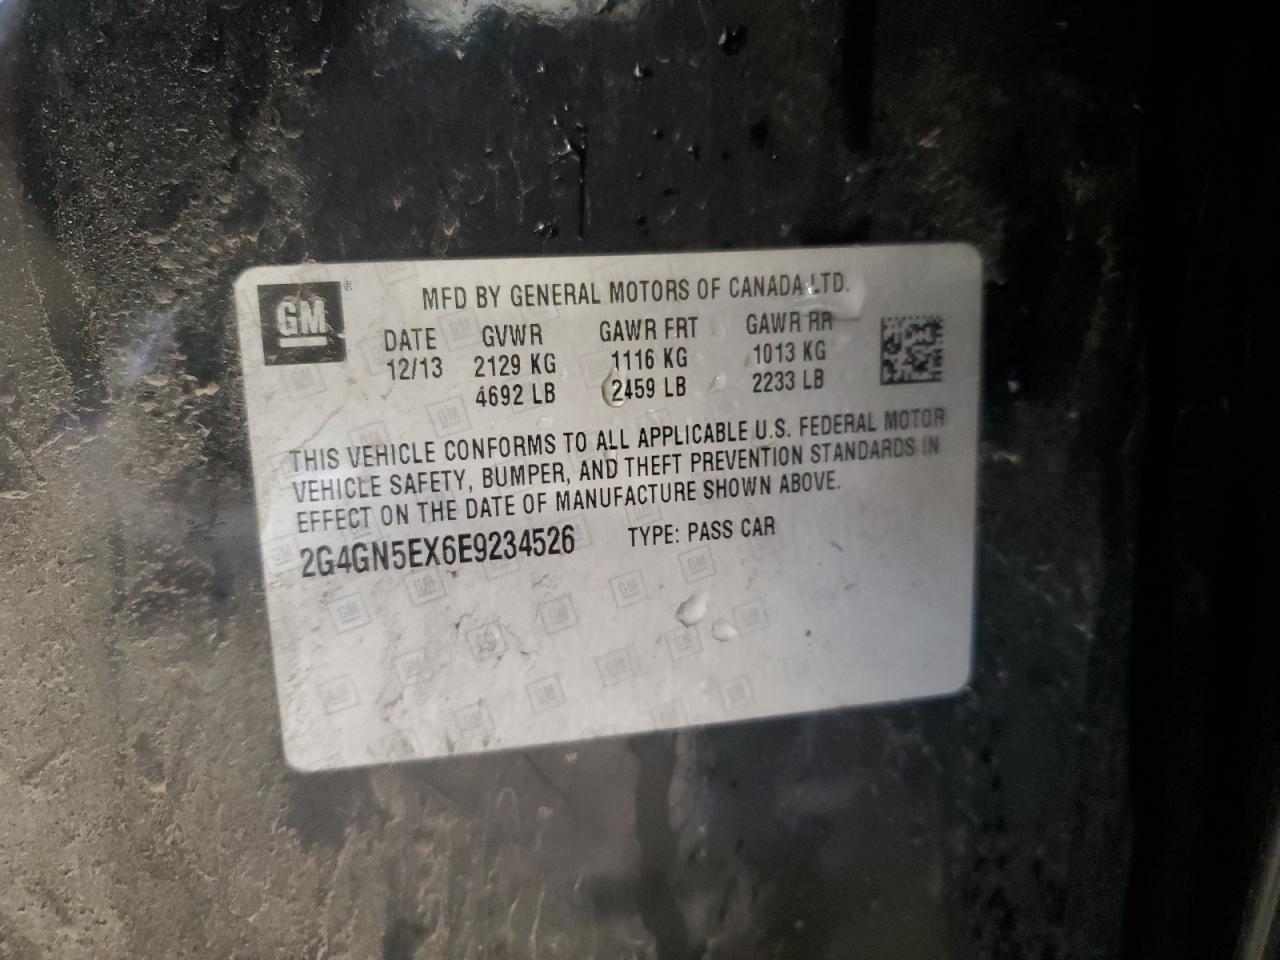 GM ®
MFD BY GENERAL MOTORS OF CANADA LTD.
DATE GVWR GAWR FRT GAWR RR
12/13 2129 KG 1116 KG 1013 KG
4692 LB 2459 LB 2233 LB
THIS VEHICLE CONFORMS TO ALL APPLICABLE U.S. FEDERAL MOTOR
VEHICLE SAFETY, BUMPER, AND THEFT PREVENTION STANDARDS IN
EFFECT ON THE DATE OF MANUFACTURE SHOWN ABOVE.
2G4GN5EX6E9234526 TYPE: PASS CAR